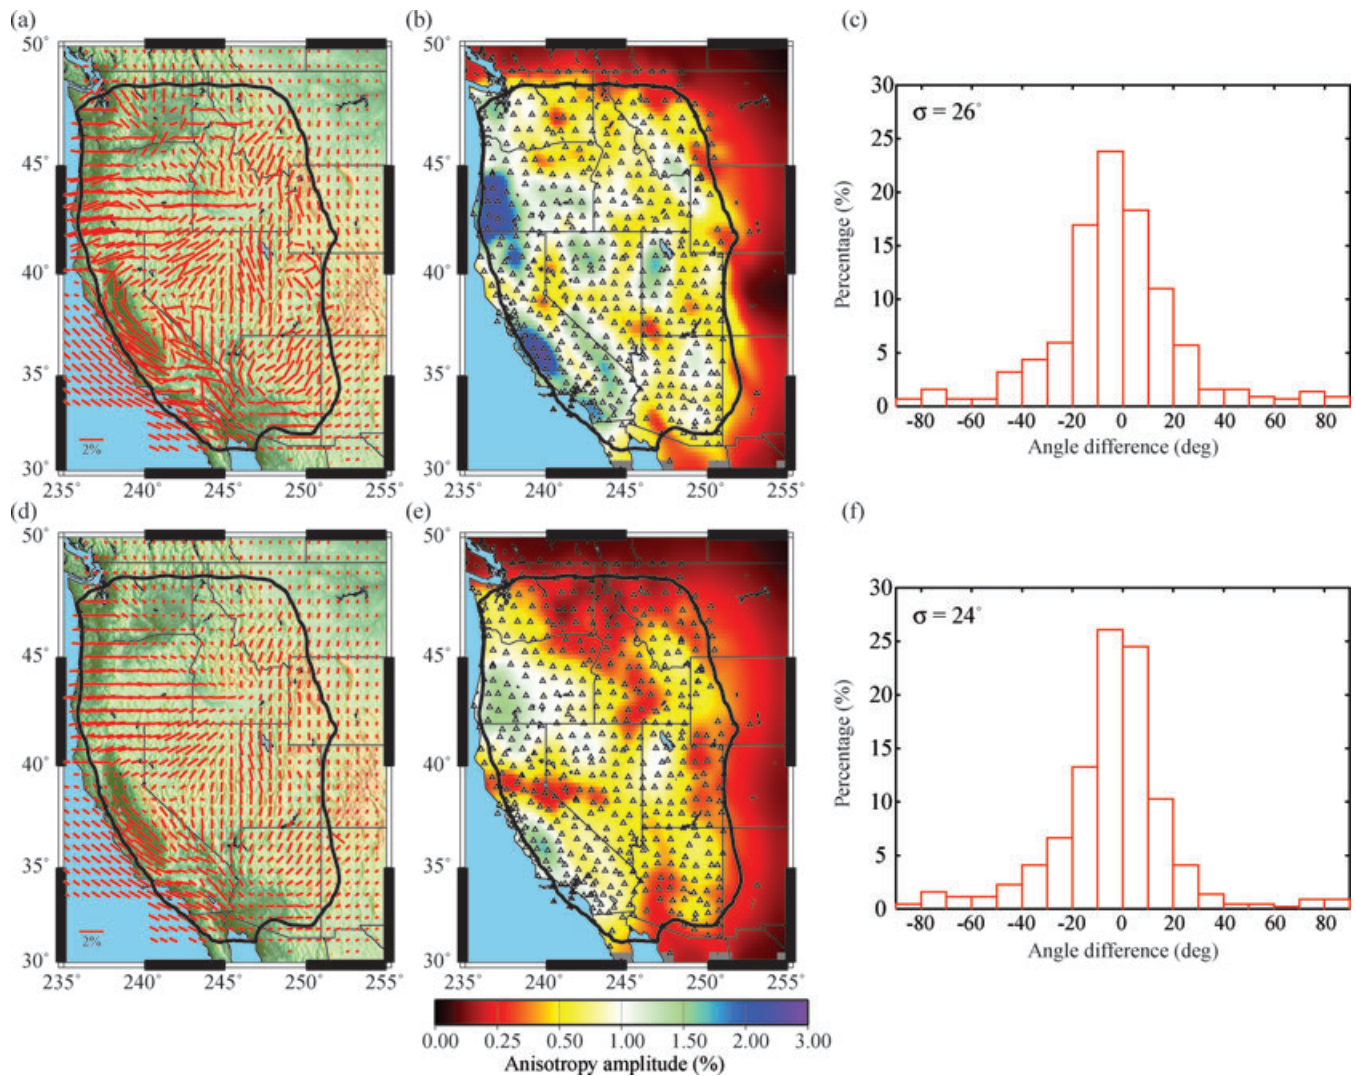 (a)
(b)
(c)
50°
45°
40°
35°
30°
2%
235° 240° 245° 250° 255°
50°
45°
40°
35°
30°
235° 240° 245° 250° 255°
30
25
20
15
10
5
0
σ = 26°
Percentage (%)
-80 -60 -40 -20 0 20 40 60 80
Angle difference (deg)
(d)
(e)
(f)
50°
45°
40°
35°
30°
2%
235° 240° 245° 250° 255°
50°
45°
40°
35°
30°
235° 240° 245° 250° 255°
30
25
20
15
10
5
0
σ = 24°
Percentage (%)
-80 -60 -40 -20 0 20 40 60 80
Angle difference (deg)
0.00 0.25 0.50 1.00 1.50 2.00 3.00
Anisotropy amplitude (%)